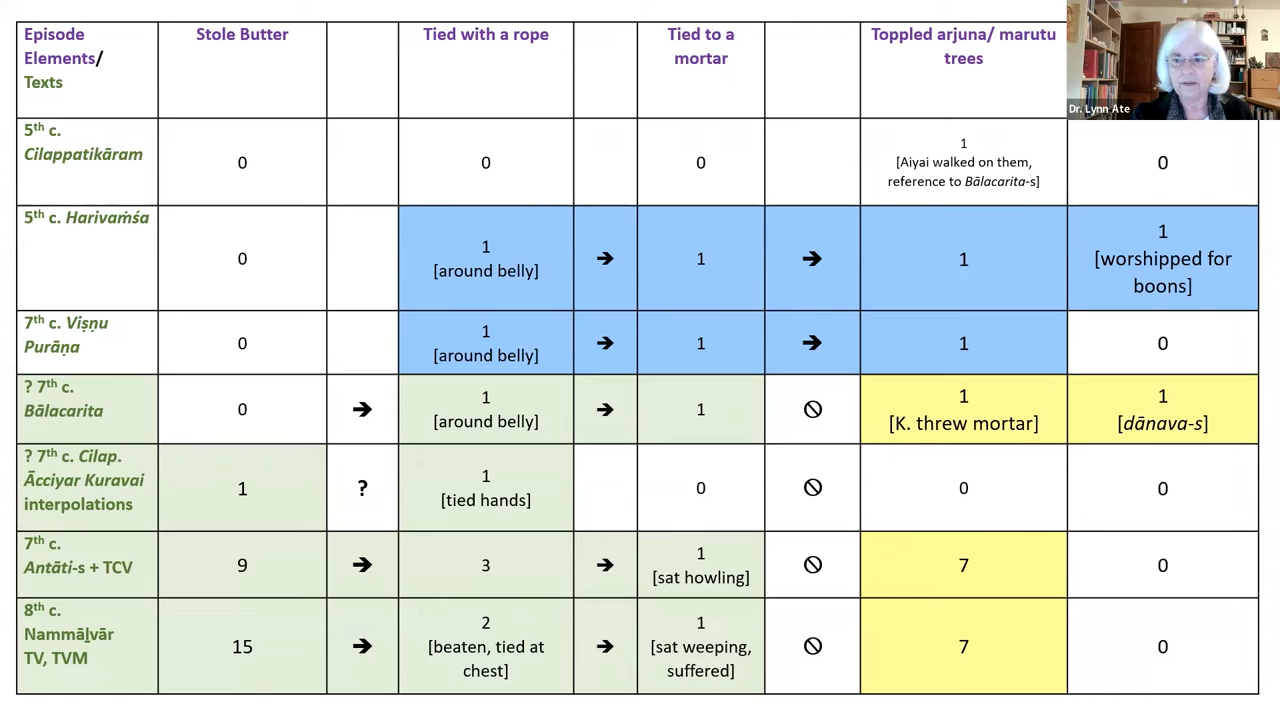 Episode Elements/ Texts
Stole Butter
Tied with a rope
Tied to a mortar
Toppled arjuna/ marutu trees
Dr. Lynn Ate
5th c. Cilappatikāram
0
0
0
1
[Aiyai walked on them,
reference to Bālacarita-s]
0
5th c. Harivaṁśa
0
1
[around belly]
➔
1
➔
1
1
[worshipped for
boons]
7th c. Viṣṇu
Purāṇa
0
1
[around belly]
➔
1
➔
1
0
? 7th c.
Bālacarita
0
➔
1
[around belly]
➔
1
🛇
1
[K. threw mortar]
1
[dānava-s]
? 7th c. Cilap.
Ācciyar Kuravai
interpolations
1
?
1
[tied hands]
0
🛇
0
0
7th c.
Antāti-s + TCV
9
➔
3
➔
1
[sat howling]
🛇
7
0
8th c.
Nammāḻvār
TV, TVM
15
➔
2
[beaten, tied at
chest]
➔
1
[sat weeping,
suffered]
🛇
7
0